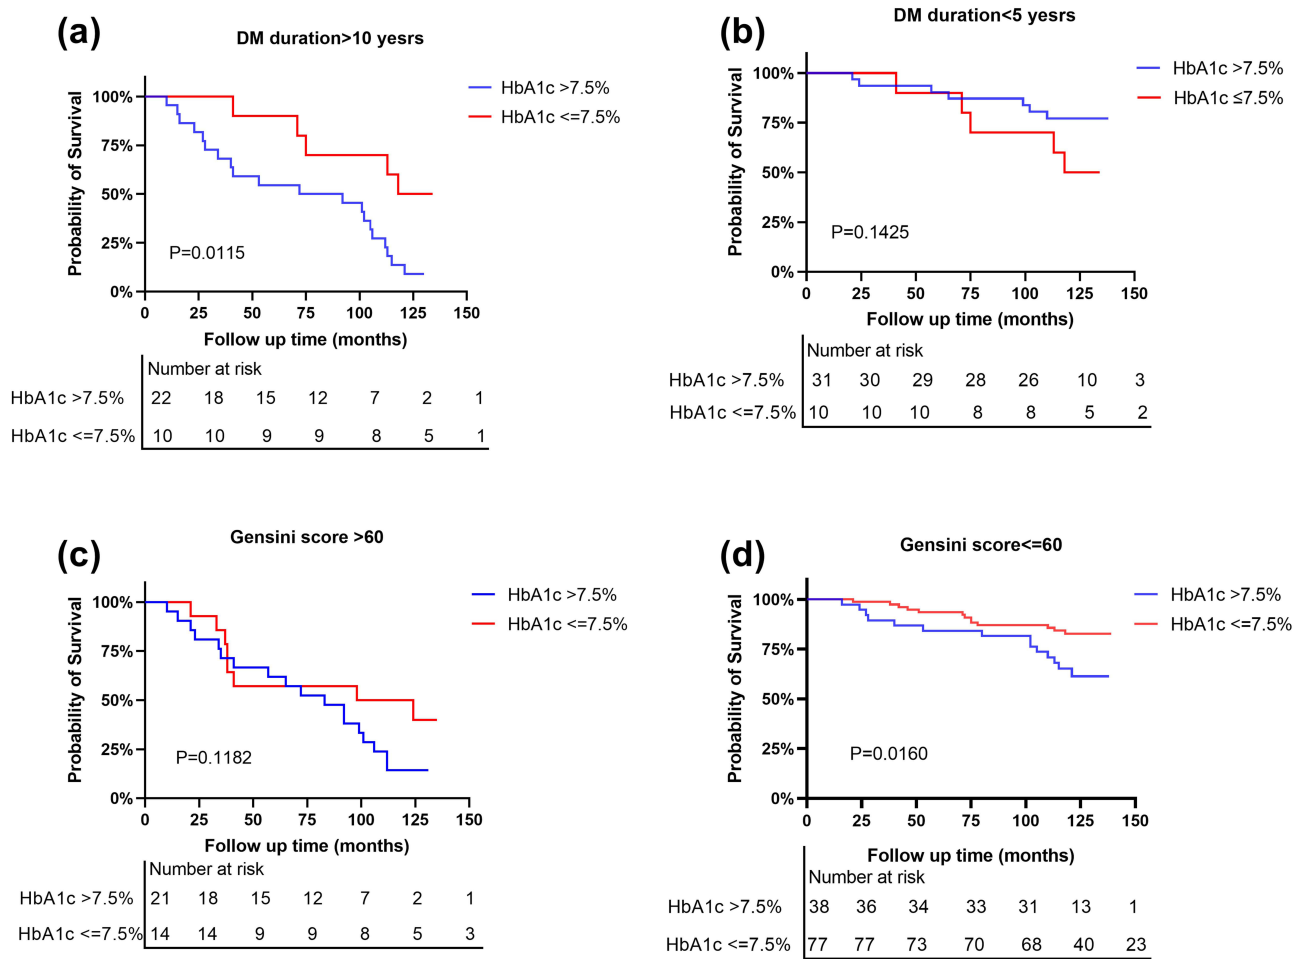 (a)
DM duration>10 yesrs
Probability of Survival
100%
75%
50%
25%
0%
P=0.0115
HbA1c >7.5%
HbA1c <=7.5%
0 25 50 75 100 125 150
Follow up time (months)
Number at risk
HbA1c >7.5% 22 18 15 12 7 2 1
HbA1c <=7.5% 10 10 9 9 8 5 1
(b)
DM duration<5 yesrs
Probability of Survival
100%
75%
50%
25%
0%
P=0.1425
HbA1c >7.5%
HbA1c ≤7.5%
0 25 50 75 100 125 150
Follow up time (months)
Number at risk
HbA1c >7.5% 31 30 29 28 26 10 3
HbA1c <=7.5% 10 10 10 8 8 5 2
(c)
Gensini score >60
Probability of Survival
100%
75%
50%
25%
0%
P=0.1182
HbA1c >7.5%
HbA1c <=7.5%
0 25 50 75 100 125 150
Follow up time (months)
Number at risk
HbA1c >7.5% 21 18 15 12 7 2 1
HbA1c <=7.5% 14 14 9 9 8 5 3
(d)
Gensini score<=60
Probability of Survival
100%
75%
50%
25%
0%
P=0.0160
HbA1c >7.5%
HbA1c <=7.5%
0 25 50 75 100 125 150
Follow up time (months)
Number at risk
HbA1c >7.5% 38 36 34 33 31 13 1
HbA1c <=7.5% 77 77 73 70 68 40 23